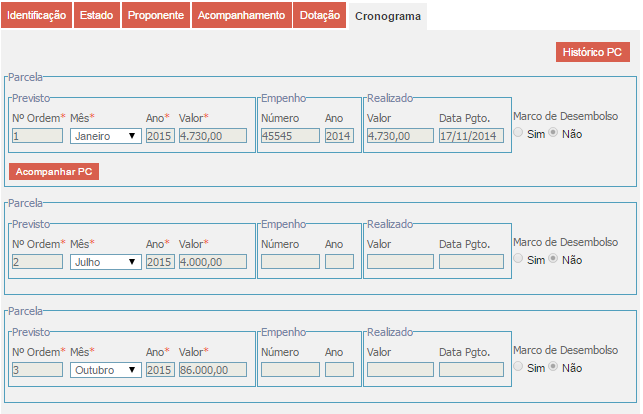 Identificação Estado Proponente Acompanhamento Dotação Cronograma
Histórico PC
Parcela
Previsto Empenho Realizado
Nº Ordem* Mês* Ano* Valor* Número Ano Valor Data Pgto. Marco de Desembolso
1 Janeiro 2015 4.730,00 45545 2014 4.730,00 17/11/2014 Sim Não
Acompanhar PC
Parcela
Previsto Empenho Realizado
Nº Ordem* Mês* Ano* Valor* Número Ano Valor Data Pgto. Marco de Desembolso
2 Julho 2015 4.000,00 Sim Não
Parcela
Previsto Empenho Realizado
Nº Ordem* Mês* Ano* Valor* Número Ano Valor Data Pgto. Marco de Desembolso
3 Outubro 2015 86.000,00 Sim Não